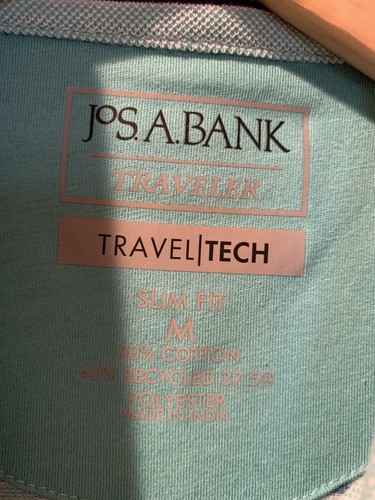 JoS. A. BANK
TRAVELER
TRAVEL|TECH
SLIM FIT
M
60% COTTON
40% RECYCLED 37.5®
POLYESTER
MADE IN INDIA